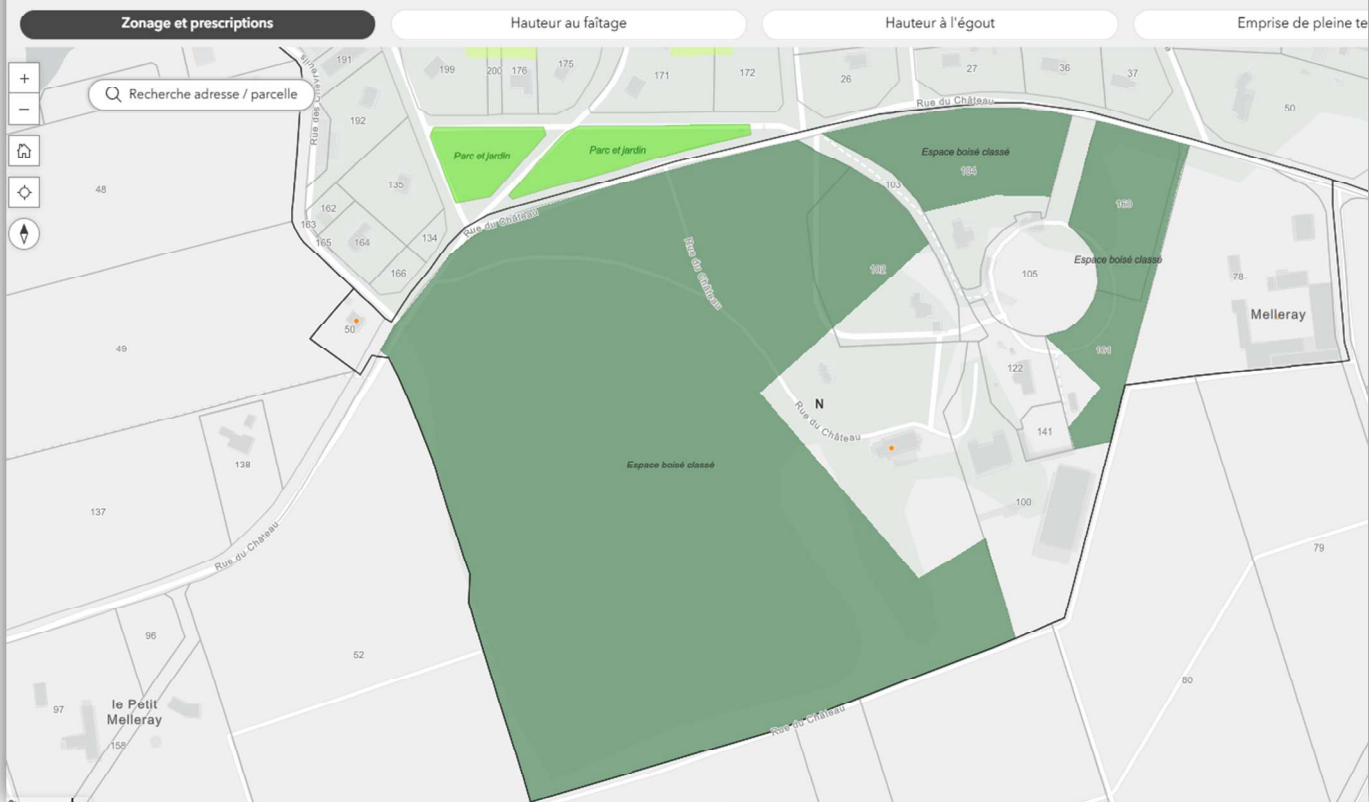 Zonage et prescriptions
Hauteur au faîtage
Hauteur à l'égout
Emprise de pleine te
+
−
Recherche adresse / parcelle
191
199
200
176
175
171
172
26
27
36
37
50
Rue du Château
192
Rue des
48
Parc et jardin
Parc et jardin
Espace boisé classé
104
135
103
160
162
163
165
164
134
Rue du Château
166
Rue du Château
102
105
Espace boisé classé
78
Melleray
50
49
161
122
N
Rue du Château
141
138
Espace boisé classé
100
137
79
Rue du Château
96
52
80
97
le Petit
Melleray
158
Rue du Château